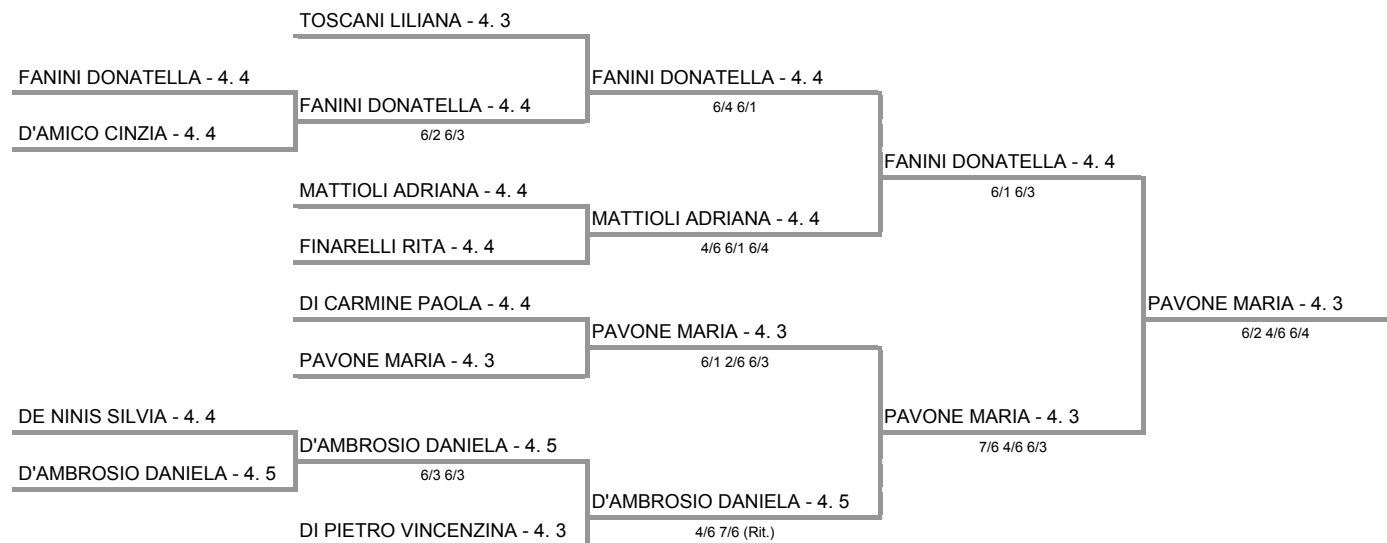 TOSCANI LILIANA - 4. 3
FANINI DONATELLA - 4. 4
FANINI DONATELLA - 4. 4
FANINI DONATELLA - 4. 4
6/4 6/1
D'AMICO CINZIA - 4. 4
6/2 6/3
FANINI DONATELLA - 4. 4
6/1 6/3
MATTIOLI ADRIANA - 4. 4
MATTIOLI ADRIANA - 4. 4
FINARELLI RITA - 4. 4
4/6 6/1 6/4
DI CARMINE PAOLA - 4. 4
PAVONE MARIA - 4. 3
6/2 4/6 6/4
PAVONE MARIA - 4. 3
PAVONE MARIA - 4. 3
6/1 2/6 6/3
DE NINIS SILVIA - 4. 4
PAVONE MARIA - 4. 3
D'AMBROSIO DANIELA - 4. 5
7/6 4/6 6/3
D'AMBROSIO DANIELA - 4. 5
6/3 6/3
D'AMBROSIO DANIELA - 4. 5
DI PIETRO VINCENZINA - 4. 3
4/6 7/6 (Rit.)